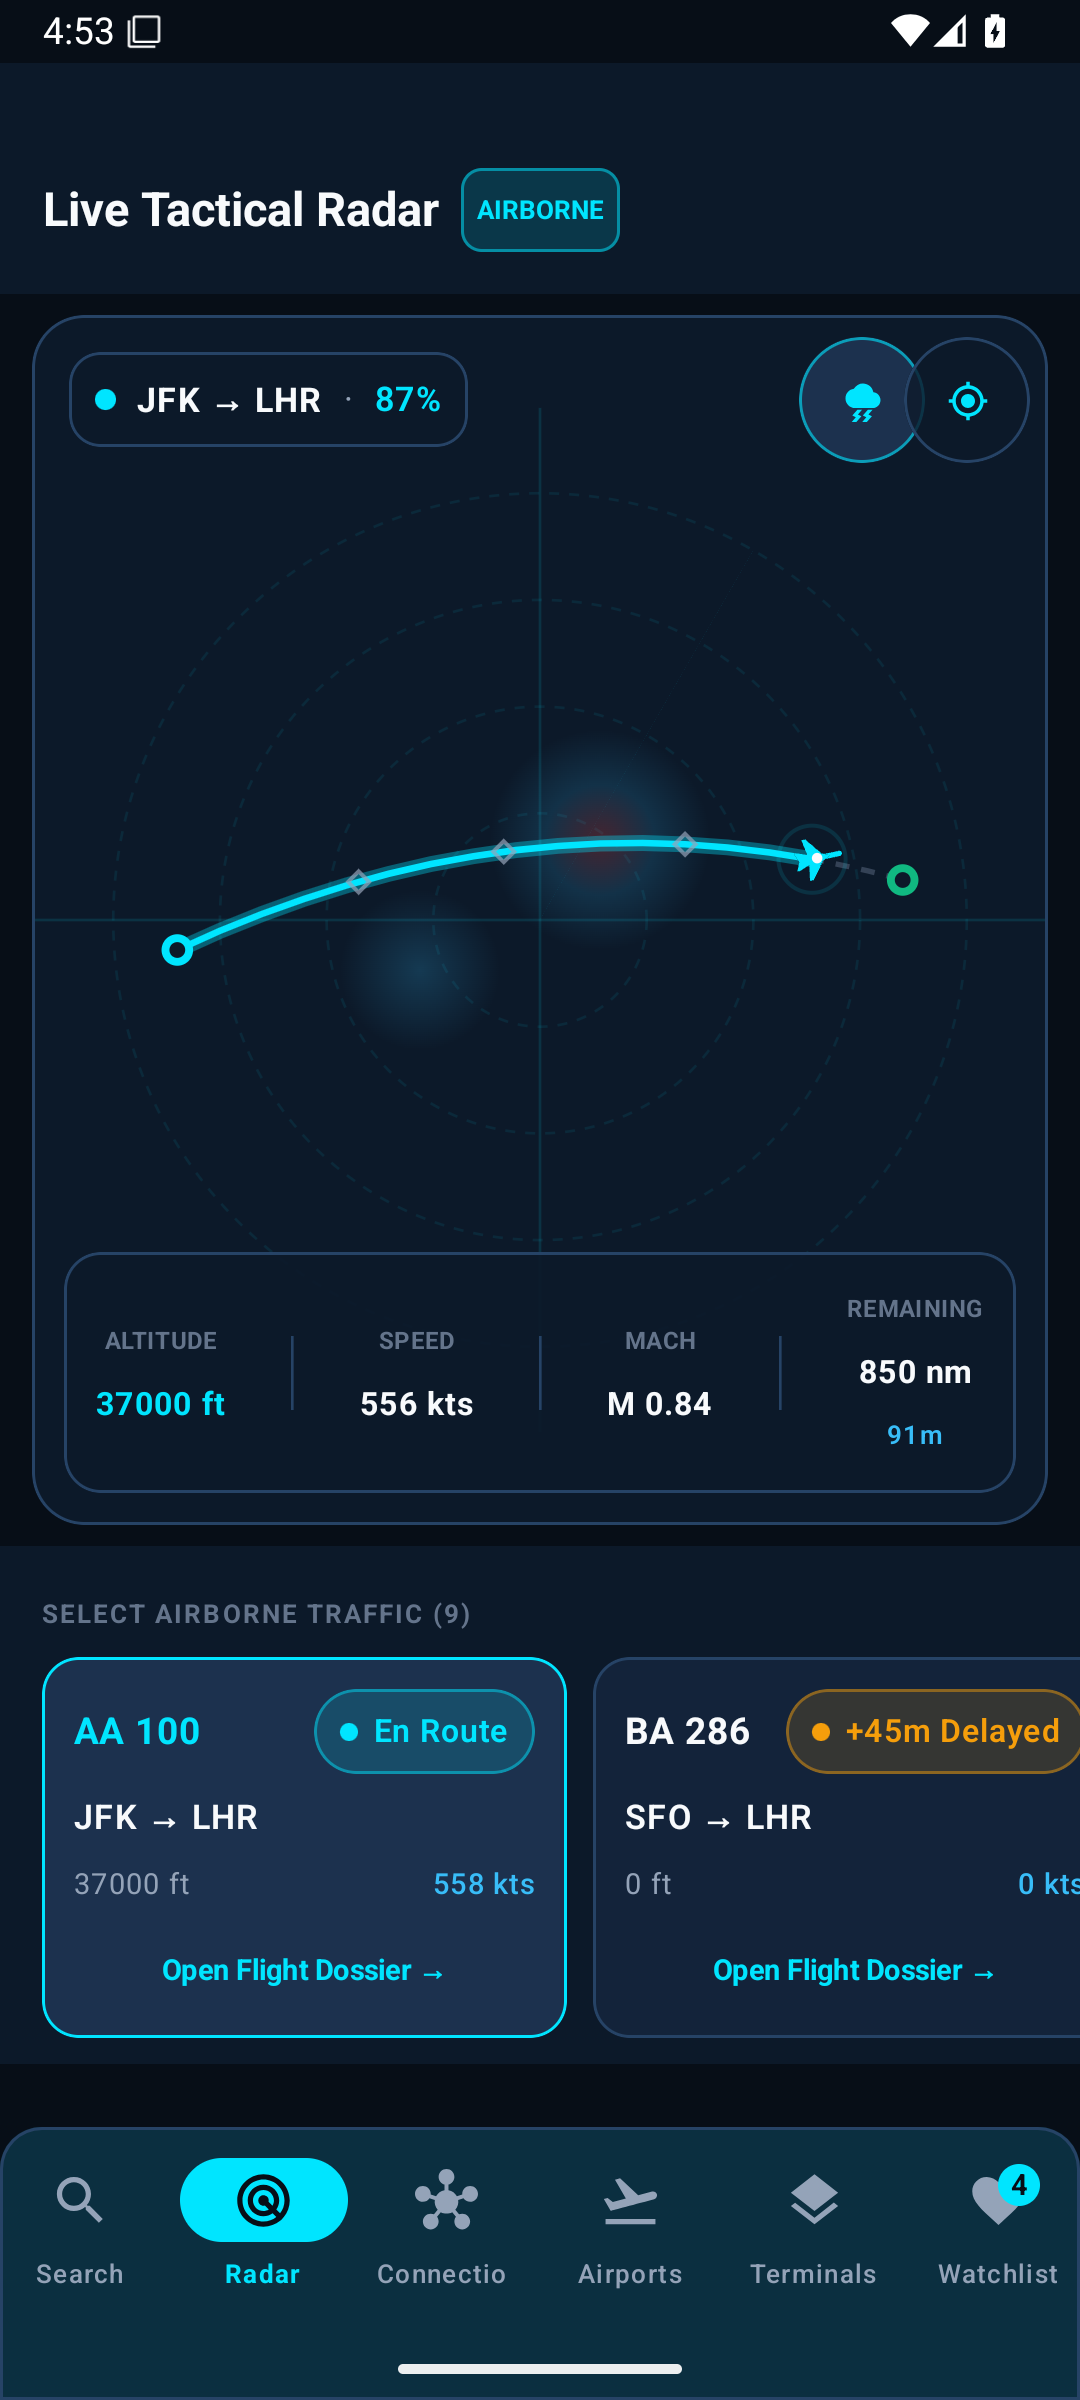 4:53
Live Tactical Radar
AIRBORNE
JFK → LHR · 87%
ALTITUDE
37000 ft
SPEED
556 kts
MACH
M 0.84
REMAINING
850 nm
91m
SELECT AIRBORNE TRAFFIC (9)
AA 100
En Route
JFK → LHR
37000 ft
558 kts
Open Flight Dossier →
BA 286
+45m Delayed
SFO → LHR
0 ft
0 kts
Open Flight Dossier →
Search
Radar
Connectio
Airports
Terminals
4
Watchlist